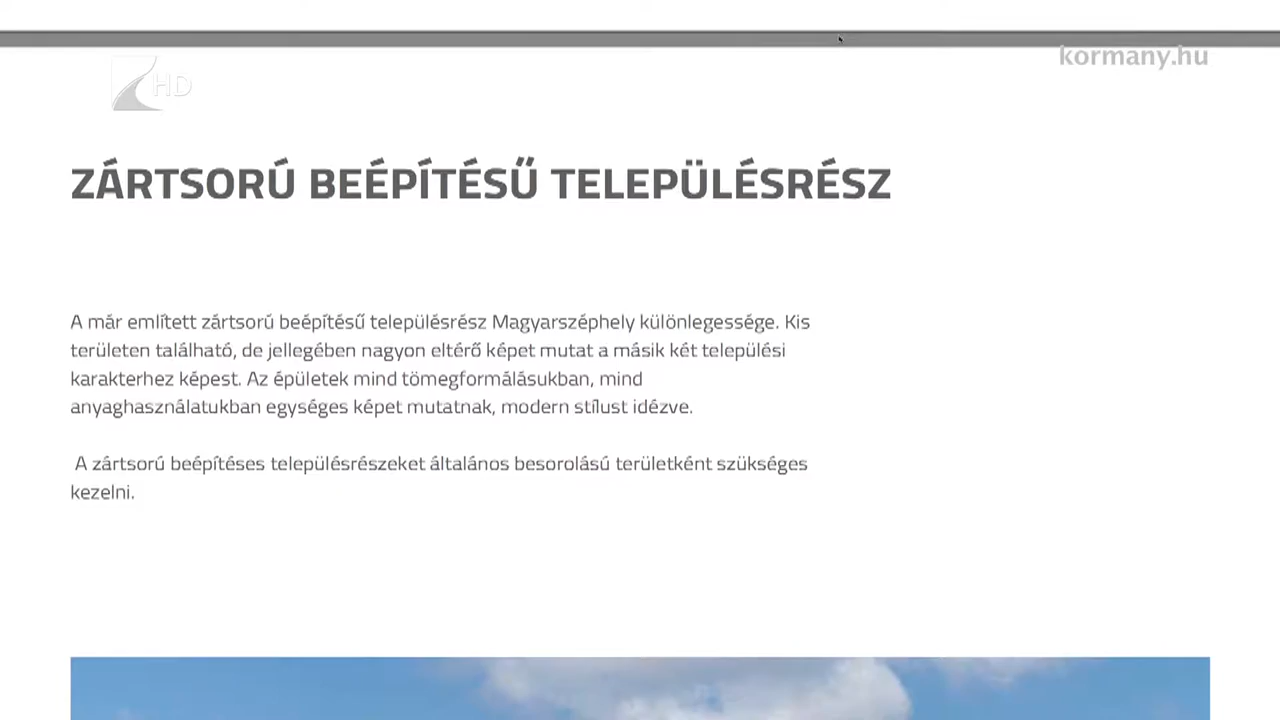 kormany.hu
HD
ZÁRTSORÚ BEÉPÍTÉSŰ TELEPÜLÉSRÉSZ
A már említett zártsorú beépítésű településrész Magyarszéphely különlegessége. Kis
területen található, de jellegében nagyon eltérő képet mutat a másik két települési
karakterhez képest. Az épületek mind tömegformálásukban, mind
anyaghasználatukban egységes képet mutatnak, modern stílust idézve.
A zártsorú beépítéses településrészeket általános besorolású területként szükséges
kezelni.